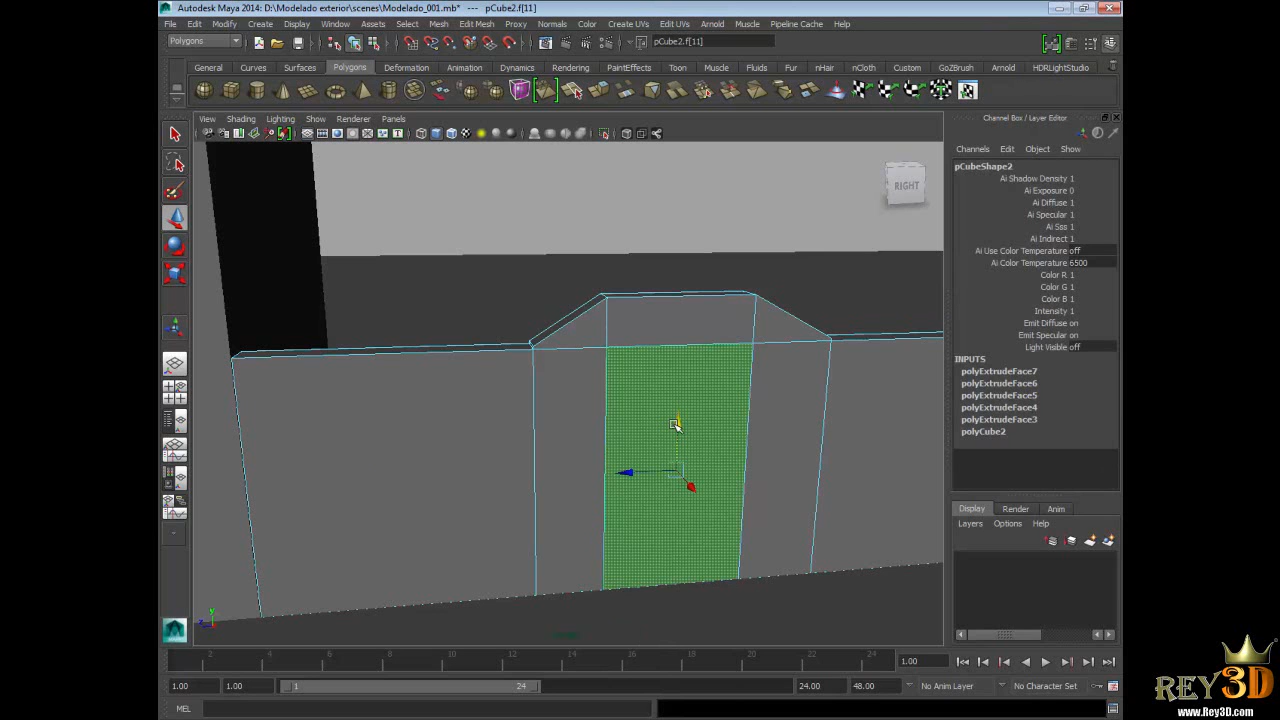 Autodesk Maya 2014: D:\Modelado exterior\scenes\Modelado_001.mb* --- pCube2.f[11]
File Edit Modify Create Display Window Assets Select Mesh Edit Mesh Proxy Normals Color Create UVs Edit UVs Arnold Muscle Pipeline Cache Help
Polygons pCube2.f[11]
General Curves Surfaces Polygons Deformation Animation Dynamics Rendering PaintEffects Toon Muscle Fluids Fur nHair nCloth Custom GoZBrush Arnold HDRLightStudio
View Shading Lighting Show Renderer Panels
Channel Box / Layer Editor
Channels Edit Object Show
pCubeShape2
Ai Shadow Density 1
Ai Exposure 0
Ai Diffuse 1
Ai Specular 1
Ai Sss 1
Ai Indirect 1
Ai Use Color Temperature off
Ai Color Temperature 6500
Color R 1
Color G 1
Color B 1
Intensity 1
Emit Diffuse on
Emit Specular on
Light Visible off
INPUTS
polyExtrudeFace7
polyExtrudeFace6
polyExtrudeFace5
polyExtrudeFace4
polyExtrudeFace3
polyCube2
RIGHT
y
z
Display Render Anim
Layers Options Help
2 4 6 8 10 12 14 16 18 20 22 24 1.00
1.00 1.00 1 24 24.00 48.00 No Anim Layer No Character Set
MEL
REY3D
www.Rey3D.com